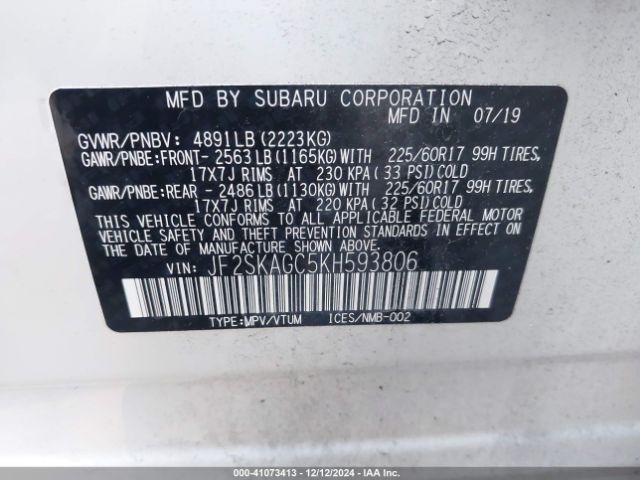 MFD BY SUBARU CORPORATION
MFD IN 07/19
GVWR/PNBV: 4891LB(2223KG)
GAWR/PNBE:FRONT- 2563LB(1165KG)WITH 225/60R17 99H TIRES,
17X7J RIMS AT 230 KPA(33 PSI)COLD
GAWR/PNBE:REAR - 2486LB(1130KG)WITH 225/60R17 99H TIRES,
17X7J RIMS AT 220 KPA(32 PSI)COLD
THIS VEHICLE CONFORMS TO ALL APPLICABLE FEDERAL MOTOR
VEHICLE SAFETY AND THEFT PREVENTION STANDARDS IN EFFECT
ON THE DATE OF MANUFACTURE SHOWN ABOVE.
VIN: JF2SKAGC5KH593806
TYPE:MPV/VTUM ICES/NMB-002
000-41073413 - 12/12/2024 - IAA Inc.